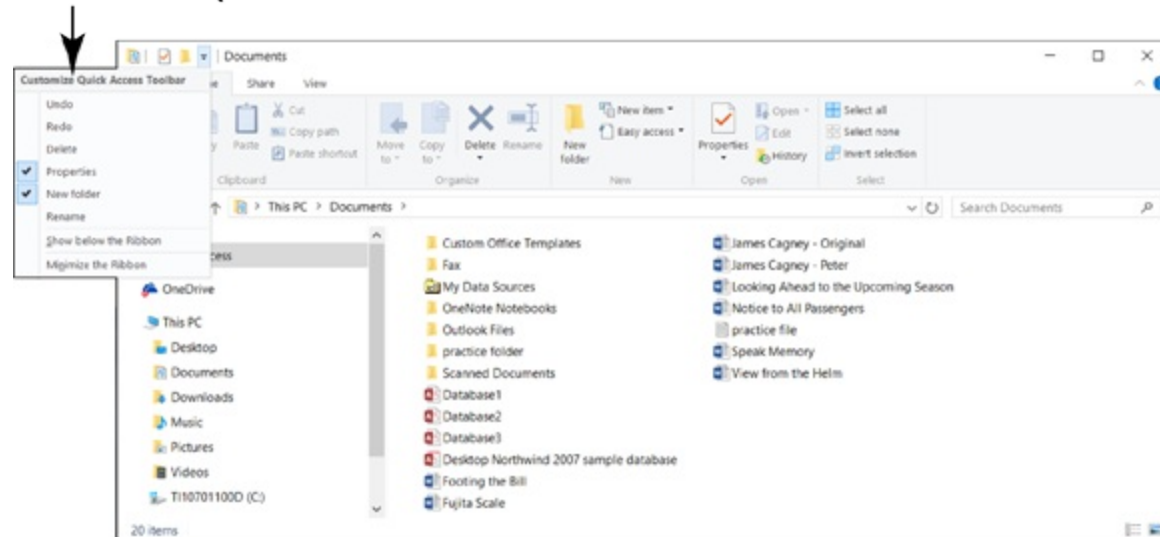 Documents
Customize Quick Access Toolbar
Undo
Redo
Delete
Properties
New folder
Rename
Show below the Ribbon
Minimize the Ribbon
Share View
Paste
Cut
Copy path
Paste shortcut
Clipboard
Move to
Copy to
Delete
Rename
Organize
New folder
New item
Easy access
New
Properties
Open
Edit
History
Open
Select all
Select none
Invert selection
Select
This PC > Documents >
Search Documents
OneDrive
This PC
Desktop
Documents
Downloads
Music
Pictures
Videos
TI10701100D (C:)
Custom Office Templates
Fax
My Data Sources
OneNote Notebooks
Outlook Files
practice folder
Scanned Documents
Database1
Database2
Database3
Desktop Northwind 2007 sample database
Footing the Bill
Fujita Scale
James Cagney - Original
James Cagney - Peter
Looking Ahead to the Upcoming Season
Notice to All Passengers
practice file
Speak Memory
View from the Helm
20 items